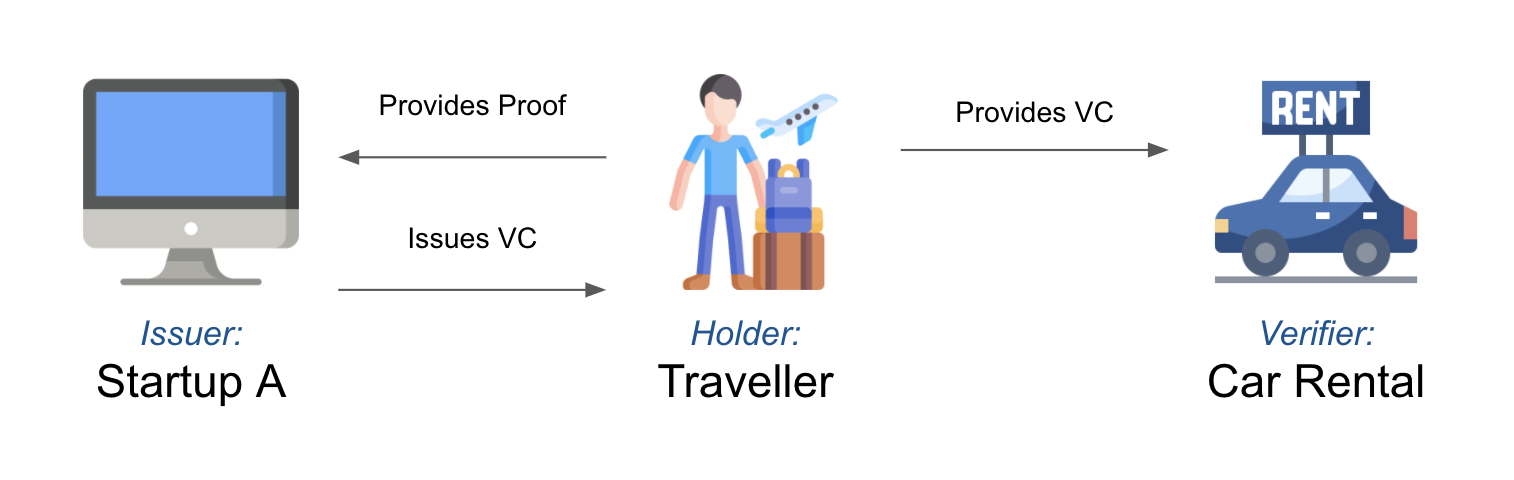 Provides Proof
Issues VC
Provides VC
RENT
Issuer:
Startup A
Holder:
Traveller
Verifier:
Car Rental